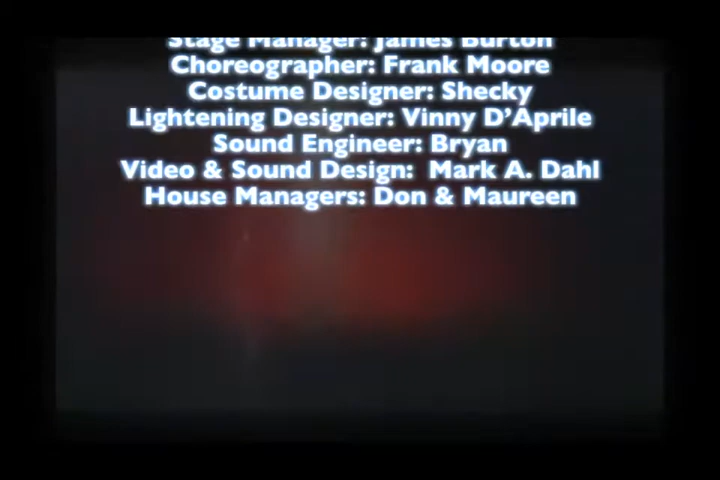 Stage Manager: James Burton
Choreographer: Frank Moore
Costume Designer: Shecky
Lightening Designer: Vinny D'Aprile
Sound Engineer: Bryan
Video & Sound Design: Mark A. Dahl
House Managers: Don & Maureen